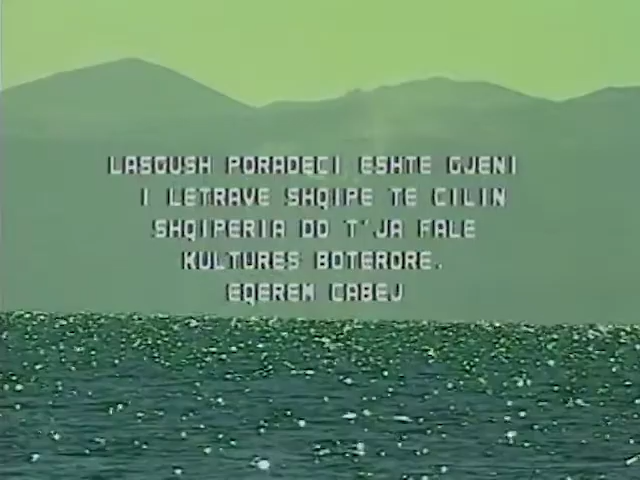 LASGUSH PORADECI ESHTE GJENI
I LETRAVE SHQIPE TE CILIN
SHQIPERIA DO T'JA FALE
KULTURES BOTERORE.
EQEREM CABEJ